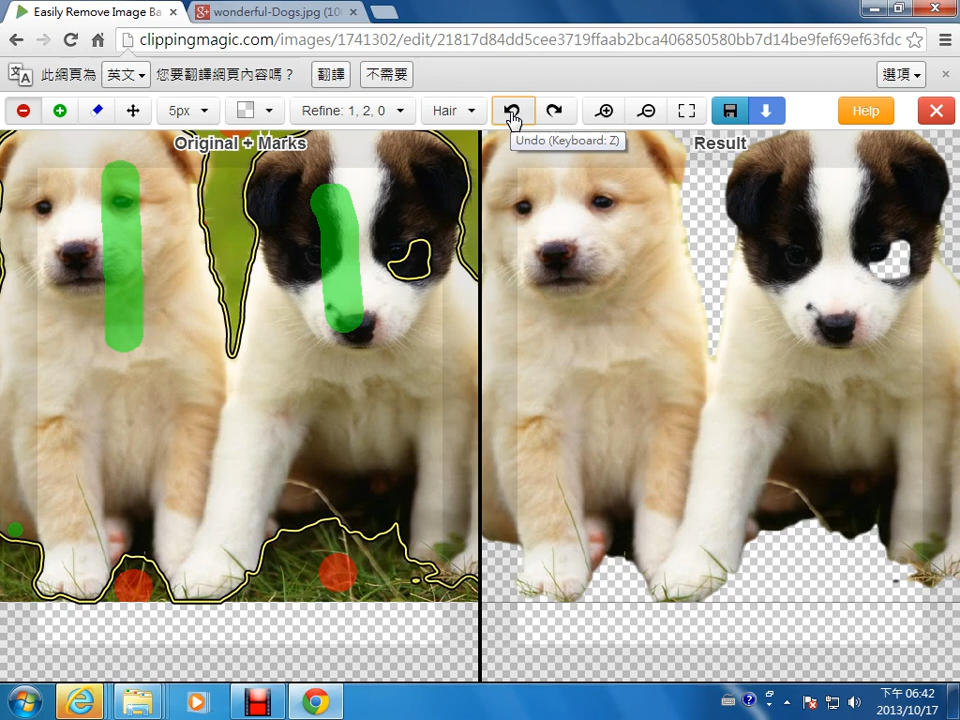 Easily Remove Image Ba
wonderful-Dogs.jpg (10
clippingmagic.com/images/1741302/edit/21817d84dd5cee3719ffaab2bca406850580bb7d14be9fef69ef63fdc
此網頁為 英文 您要翻譯網頁內容嗎？ 翻譯 不需要 選項
5px Refine: 1, 2, 0 Hair Help
Undo (Keyboard: Z)
Original + Marks
Result
下午 06:42
2013/10/17